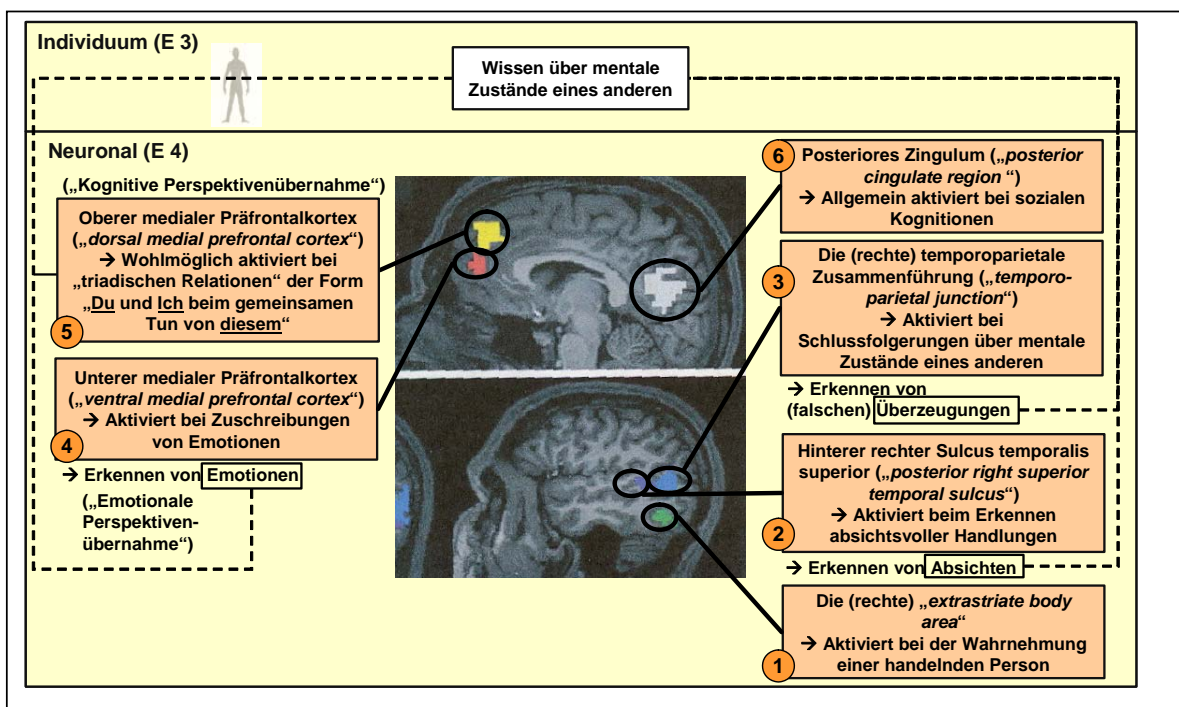 Individuum (E 3)
Wissen über mentale
Zustände eines anderen
Neuronal (E 4)
(„Kognitive Perspektivenübernahme“)
Oberer medialer Präfrontalkortex
(„dorsal medial prefrontal cortex“)
→ Wohlmöglich aktiviert bei
„triadischen Relationen“ der Form
„Du und Ich beim gemeinsamen
Tun von diesem“
5
Unterer medialer Präfrontalkortex
(„ventral medial prefrontal cortex“)
→ Aktiviert bei Zuschreibungen
von Emotionen
4
→ Erkennen von Emotionen
(„Emotionale
Perspektiven-
übernahme“)
6
Posteriores Zingulum („posterior
cingulate region “)
→ Allgemein aktiviert bei sozialen
Kognitionen
Die (rechte) temporoparietale
Zusammenführung („temporo-
parietal junction“)
→ Aktiviert bei
Schlussfolgerungen über mentale
Zustände eines anderen
3
→ Erkennen von
(falschen) Überzeugungen
Hinterer rechter Sulcus temporalis
superior („posterior right superior
temporal sulcus“)
→ Aktiviert beim Erkennen
absichtsvoller Handlungen
2
→ Erkennen von Absichten
Die (rechte) „extrastriate body
area“
→ Aktiviert bei der Wahrnehmung
einer handelnden Person
1